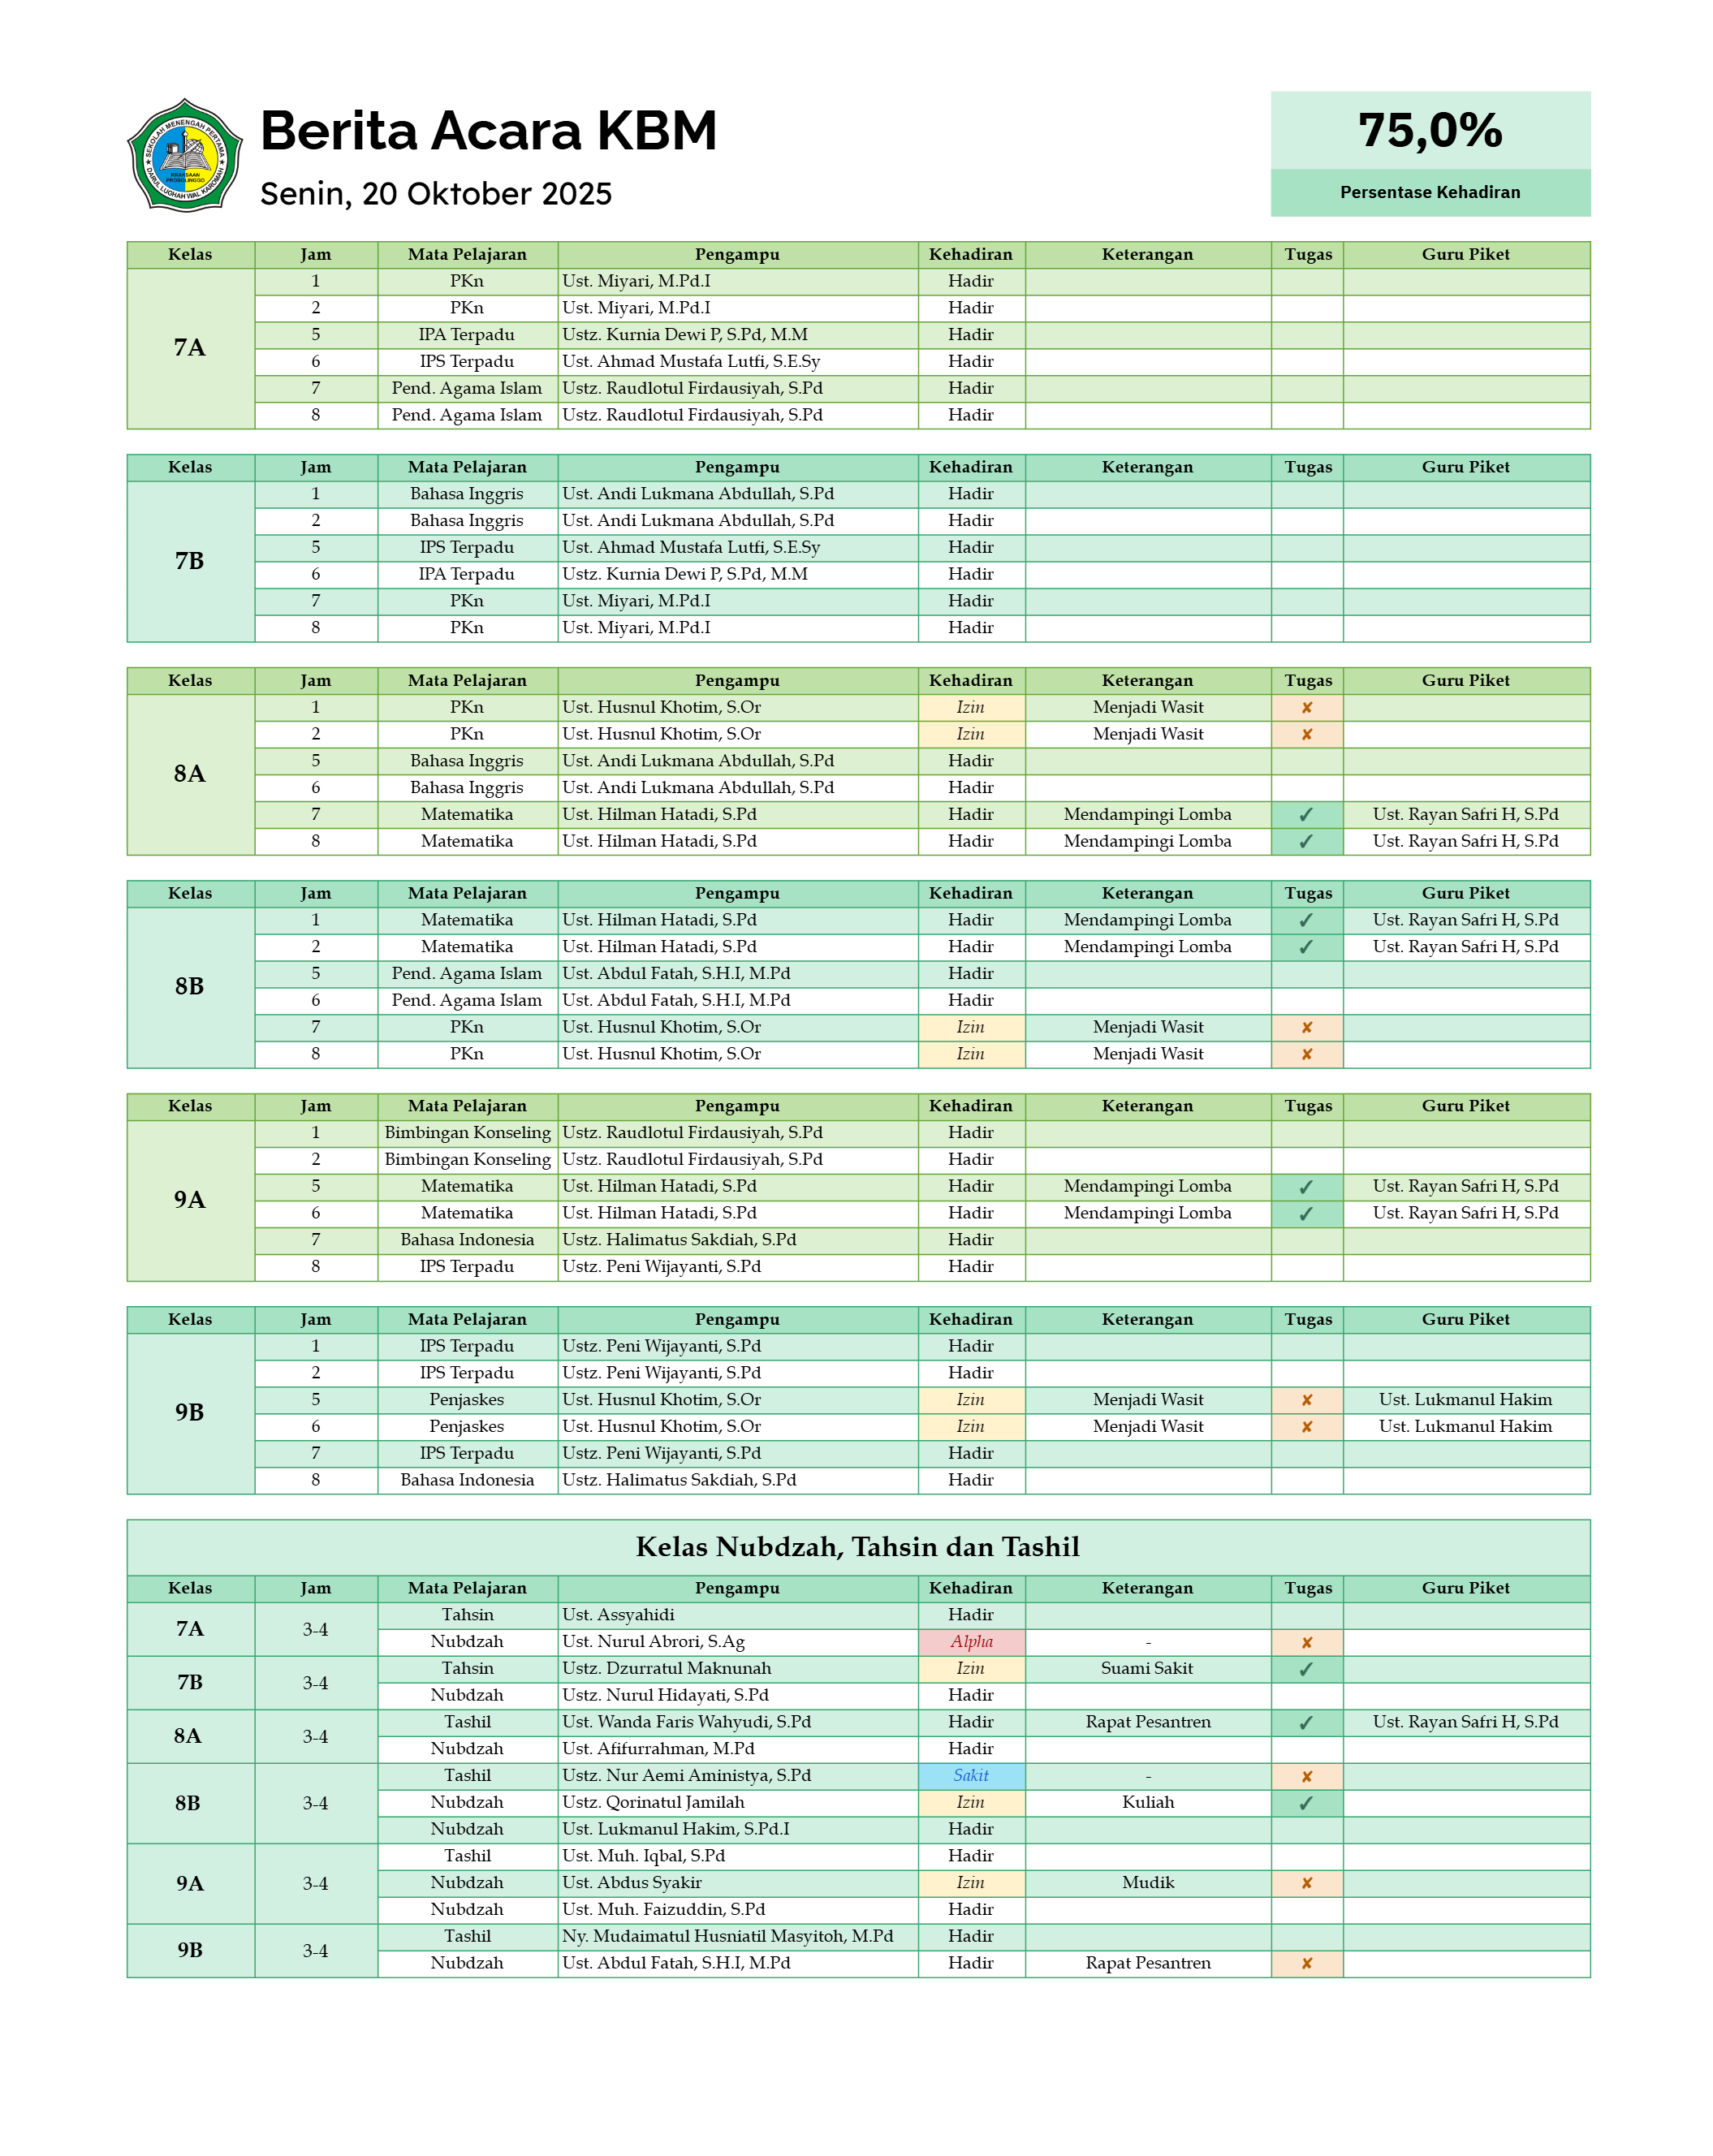 SEKOLAH MENENGAH PERTAMA
DARUL LUGHAH WAL KAROMAH
KRAKSAAN
PROBOLINGGO
Berita Acara KBM
Senin, 20 Oktober 2025
75,0%
Persentase Kehadiran
Kelas Jam Mata Pelajaran Pengampu Kehadiran Keterangan Tugas Guru Piket
7A
1 PKn Ust. Miyari, M.Pd.I Hadir
2 PKn Ust. Miyari, M.Pd.I Hadir
5 IPA Terpadu Ustz. Kurnia Dewi P, S.Pd, M.M Hadir
6 IPS Terpadu Ust. Ahmad Mustafa Lutfi, S.E.Sy Hadir
7 Pend. Agama Islam Ustz. Raudlotul Firdausiyah, S.Pd Hadir
8 Pend. Agama Islam Ustz. Raudlotul Firdausiyah, S.Pd Hadir
Kelas Jam Mata Pelajaran Pengampu Kehadiran Keterangan Tugas Guru Piket
7B
1 Bahasa Inggris Ust. Andi Lukmana Abdullah, S.Pd Hadir
2 Bahasa Inggris Ust. Andi Lukmana Abdullah, S.Pd Hadir
5 IPS Terpadu Ust. Ahmad Mustafa Lutfi, S.E.Sy Hadir
6 IPA Terpadu Ustz. Kurnia Dewi P, S.Pd, M.M Hadir
7 PKn Ust. Miyari, M.Pd.I Hadir
8 PKn Ust. Miyari, M.Pd.I Hadir
Kelas Jam Mata Pelajaran Pengampu Kehadiran Keterangan Tugas Guru Piket
8A
1 PKn Ust. Husnul Khotim, S.Or Izin Menjadi Wasit ✘
2 PKn Ust. Husnul Khotim, S.Or Izin Menjadi Wasit ✘
5 Bahasa Inggris Ust. Andi Lukmana Abdullah, S.Pd Hadir
6 Bahasa Inggris Ust. Andi Lukmana Abdullah, S.Pd Hadir
7 Matematika Ust. Hilman Hatadi, S.Pd Hadir Mendampingi Lomba ✓ Ust. Rayan Safri H, S.Pd
8 Matematika Ust. Hilman Hatadi, S.Pd Hadir Mendampingi Lomba ✓ Ust. Rayan Safri H, S.Pd
Kelas Jam Mata Pelajaran Pengampu Kehadiran Keterangan Tugas Guru Piket
8B
1 Matematika Ust. Hilman Hatadi, S.Pd Hadir Mendampingi Lomba ✓ Ust. Rayan Safri H, S.Pd
2 Matematika Ust. Hilman Hatadi, S.Pd Hadir Mendampingi Lomba ✓ Ust. Rayan Safri H, S.Pd
5 Pend. Agama Islam Ust. Abdul Fatah, S.H.I, M.Pd Hadir
6 Pend. Agama Islam Ust. Abdul Fatah, S.H.I, M.Pd Hadir
7 PKn Ust. Husnul Khotim, S.Or Izin Menjadi Wasit ✘
8 PKn Ust. Husnul Khotim, S.Or Izin Menjadi Wasit ✘
Kelas Jam Mata Pelajaran Pengampu Kehadiran Keterangan Tugas Guru Piket
9A
1 Bimbingan Konseling Ustz. Raudlotul Firdausiyah, S.Pd Hadir
2 Bimbingan Konseling Ustz. Raudlotul Firdausiyah, S.Pd Hadir
5 Matematika Ust. Hilman Hatadi, S.Pd Hadir Mendampingi Lomba ✓ Ust. Rayan Safri H, S.Pd
6 Matematika Ust. Hilman Hatadi, S.Pd Hadir Mendampingi Lomba ✓ Ust. Rayan Safri H, S.Pd
7 Bahasa Indonesia Ustz. Halimatus Sakdiah, S.Pd Hadir
8 IPS Terpadu Ustz. Peni Wijayanti, S.Pd Hadir
Kelas Jam Mata Pelajaran Pengampu Kehadiran Keterangan Tugas Guru Piket
9B
1 IPS Terpadu Ustz. Peni Wijayanti, S.Pd Hadir
2 IPS Terpadu Ustz. Peni Wijayanti, S.Pd Hadir
5 Penjaskes Ust. Husnul Khotim, S.Or Izin Menjadi Wasit ✘ Ust. Lukmanul Hakim
6 Penjaskes Ust. Husnul Khotim, S.Or Izin Menjadi Wasit ✘ Ust. Lukmanul Hakim
7 IPS Terpadu Ustz. Peni Wijayanti, S.Pd Hadir
8 Bahasa Indonesia Ustz. Halimatus Sakdiah, S.Pd Hadir
Kelas Nubdzah, Tahsin dan Tashil
Kelas Jam Mata Pelajaran Pengampu Kehadiran Keterangan Tugas Guru Piket
7A 3-4
Tahsin Ust. Assyahidi Hadir
Nubdzah Ust. Nurul Abrori, S.Ag Alpha - ✘
7B 3-4
Tahsin Ustz. Dzurratul Maknunah Izin Suami Sakit ✓
Nubdzah Ustz. Nurul Hidayati, S.Pd Hadir
8A 3-4
Tashil Ust. Wanda Faris Wahyudi, S.Pd Hadir Rapat Pesantren ✓ Ust. Rayan Safri H, S.Pd
Nubdzah Ust. Afifurrahman, M.Pd Hadir
8B 3-4
Tashil Ustz. Nur Aemi Aministya, S.Pd Sakit - ✘
Nubdzah Ustz. Qorinatul Jamilah Izin Kuliah ✓
Nubdzah Ust. Lukmanul Hakim, S.Pd.I Hadir
9A 3-4
Tashil Ust. Muh. Iqbal, S.Pd Hadir
Nubdzah Ust. Abdus Syakir Izin Mudik ✘
Nubdzah Ust. Muh. Faizuddin, S.Pd Hadir
9B 3-4
Tashil Ny. Mudaimatul Husniatil Masyitoh, M.Pd Hadir
Nubdzah Ust. Abdul Fatah, S.H.I, M.Pd Hadir Rapat Pesantren ✘